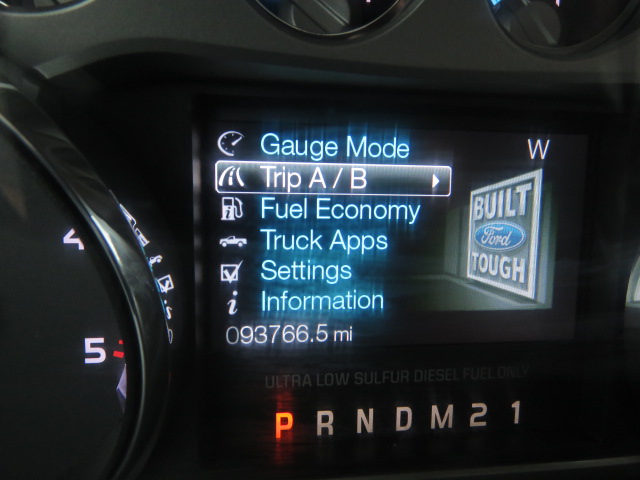 Gauge Mode
W
Trip A / B
Fuel Economy
Truck Apps
Settings
Information
BUILT
Ford
TOUGH
093766.5 mi
4
5
ULTRA LOW SULFUR DIESEL FUEL ONLY
P R N D M 2 1